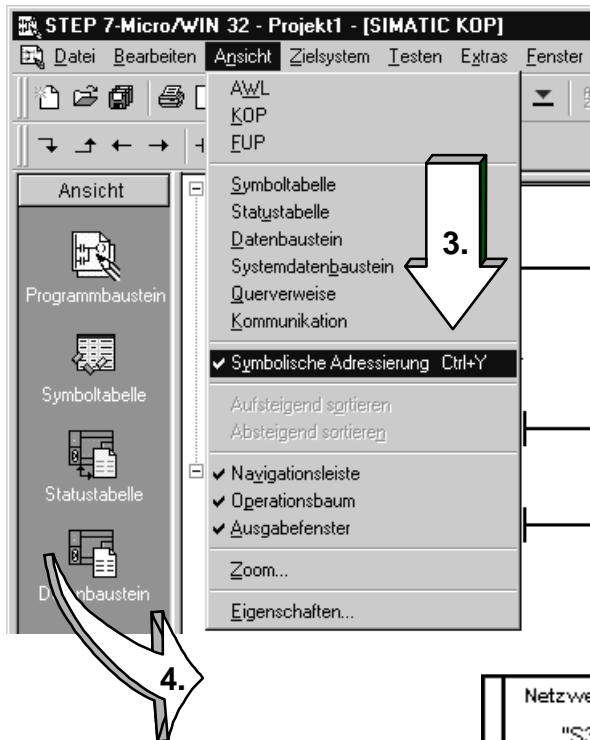 STEP 7-Micro/WIN 32 - Projekt1 - [SIMATIC KOP]
Datei Bearbeiten Ansicht Zielsystem Testen Extras Fenster
AWL
KOP
FUP
Ansicht
Symboltabelle
Statustabelle
Datenbaustein
Systemdatenbaustein
Querverweise
Kommunikation
3.
Programmbaustein
Symbolische Adressierung Ctrl+Y
Symboltabelle
Aufsteigend sortieren
Absteigend sortieren
Navigationsleiste
Operationsbaum
Ausgabefenster
Statustabelle
Zoom...
Eigenschaften...
4.